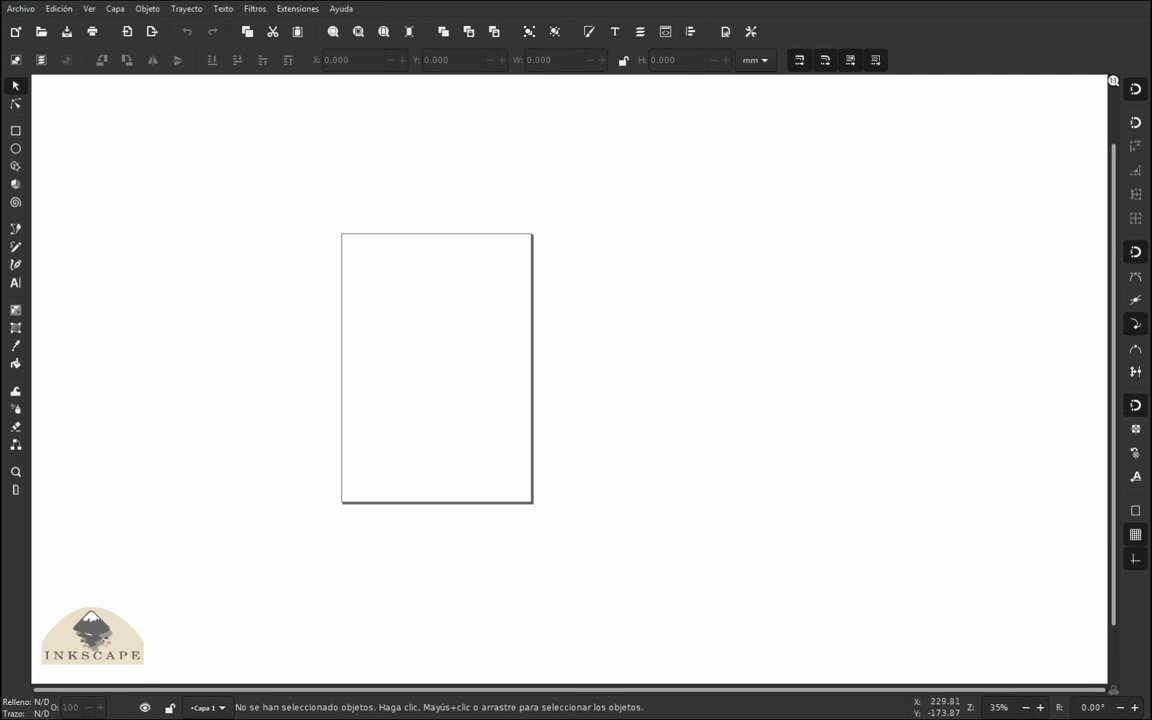 Archivo Edición Ver Capa Objeto Trayecto Texto Filtros Extensiones Ayuda
X: 0.000 Y: 0.000 W: 0.000 H: 0.000 mm
INKSCAPE
Relleno: N/D O: 100 •Capa 1 No se han seleccionado objetos. Haga clic, Mayús+clic o arrastre para seleccionar los objetos. X: 229.81 Z: 35% R: 0.00°
Trazo: N/D Y: -173.87